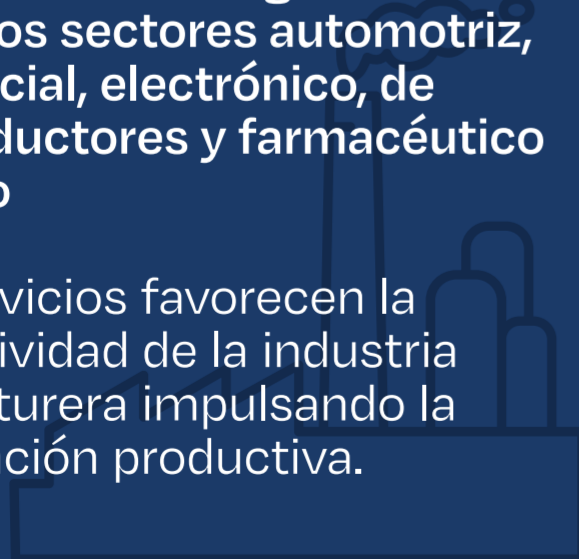 os sectores automotriz,
cial, electrónico, de
ductores y farmacéutico
o
vicios favorecen la
ividad de la industria
turera impulsando la
ción productiva.